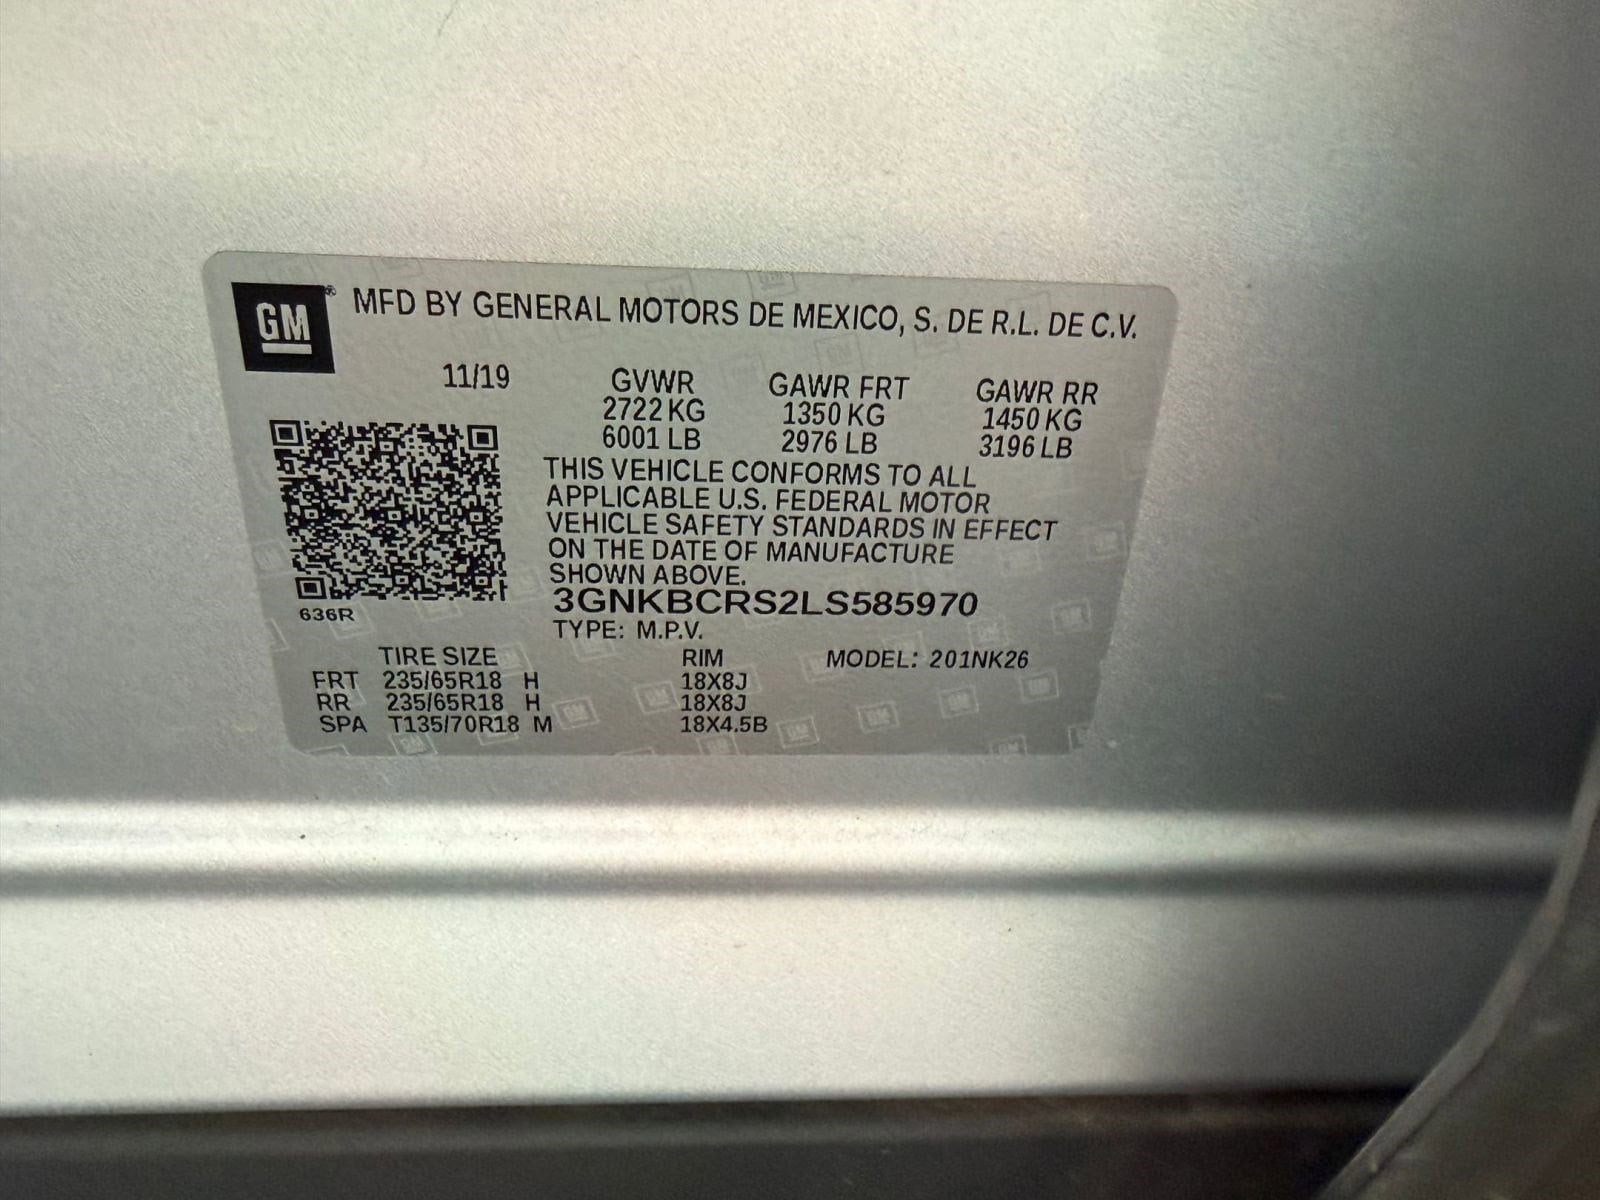 GM® MFD BY GENERAL MOTORS DE MEXICO, S. DE R.L. DE C.V.
11/19 GVWR GAWR FRT GAWR RR
2722 KG 1350 KG 1450 KG
6001 LB 2976 LB 3196 LB
THIS VEHICLE CONFORMS TO ALL
APPLICABLE U.S. FEDERAL MOTOR
VEHICLE SAFETY STANDARDS IN EFFECT
ON THE DATE OF MANUFACTURE
SHOWN ABOVE.
3GNKBCRS2LS585970
636R
TYPE: M.P.V.
TIRE SIZE RIM MODEL: 201NK26
FRT 235/65R18 H 18X8J
RR 235/65R18 H 18X8J
SPA T135/70R18 M 18X4.5B